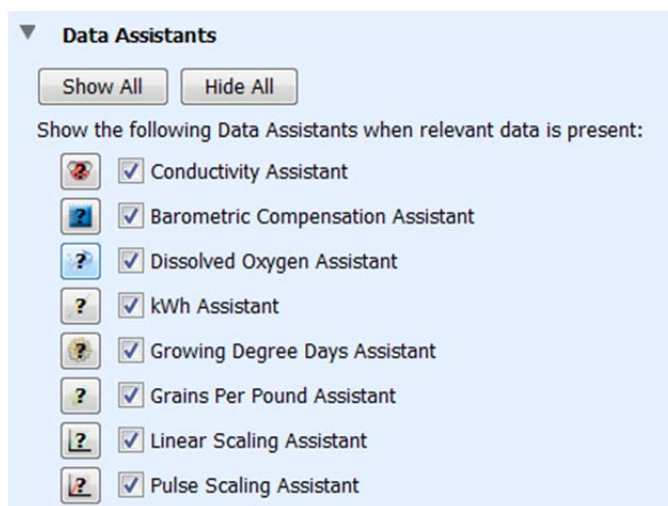 Data Assistants
Show All Hide All
Show the following Data Assistants when relevant data is present:
? Conductivity Assistant
? Barometric Compensation Assistant
? Dissolved Oxygen Assistant
? kWh Assistant
? Growing Degree Days Assistant
? Grains Per Pound Assistant
? Linear Scaling Assistant
? Pulse Scaling Assistant